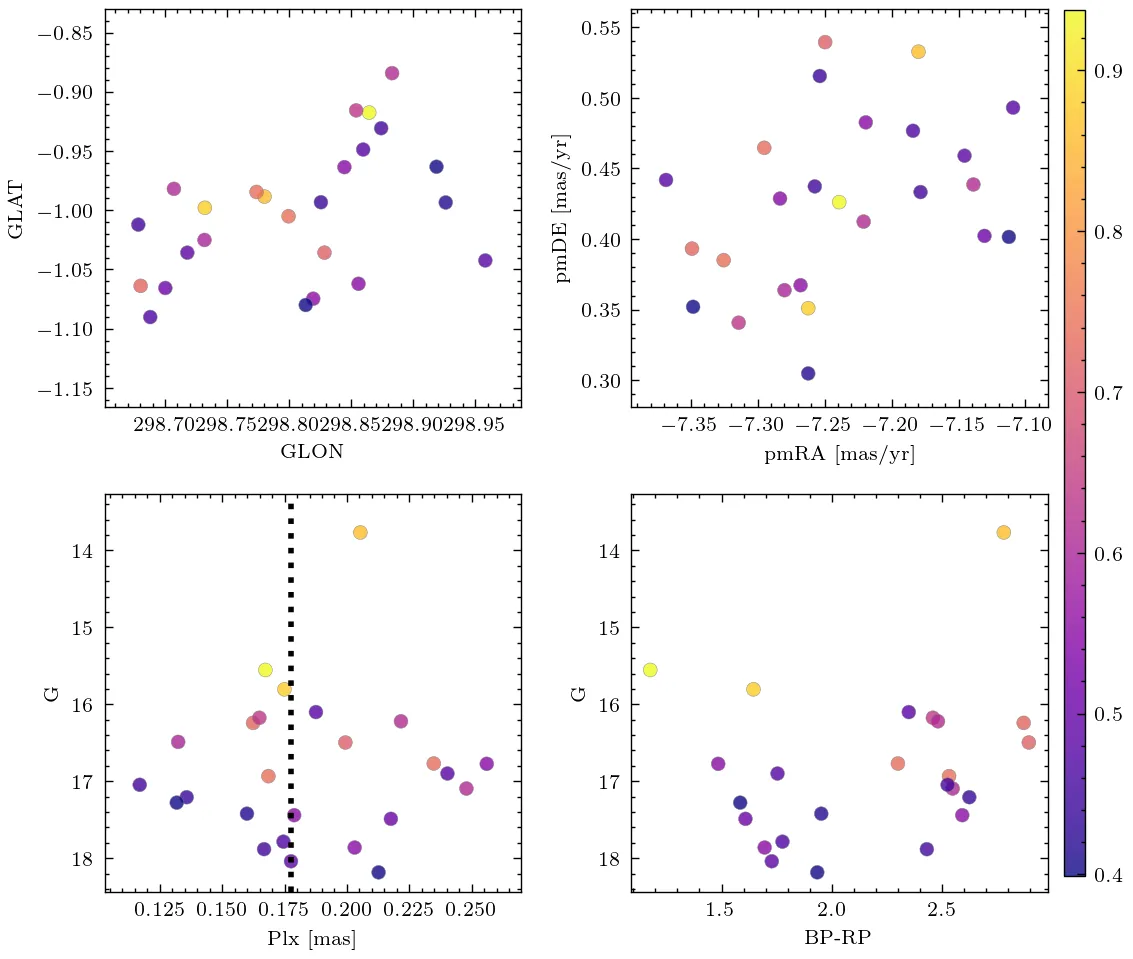 −0.85
−0.90
−0.95
−1.00
−1.05
−1.10
−1.15
GLAT
298.70298.75298.80298.85298.90298.95
GLON
0.55
0.50
0.45
0.40
0.35
0.30
pmDE [mas/yr]
−7.35 −7.30 −7.25 −7.20 −7.15 −7.10
pmRA [mas/yr]
0.9
0.8
0.7
0.6
0.5
0.4
14
15
16
17
18
G
0.125 0.150 0.175 0.200 0.225 0.250
Plx [mas]
14
15
16
17
18
G
1.5 2.0 2.5
BP-RP